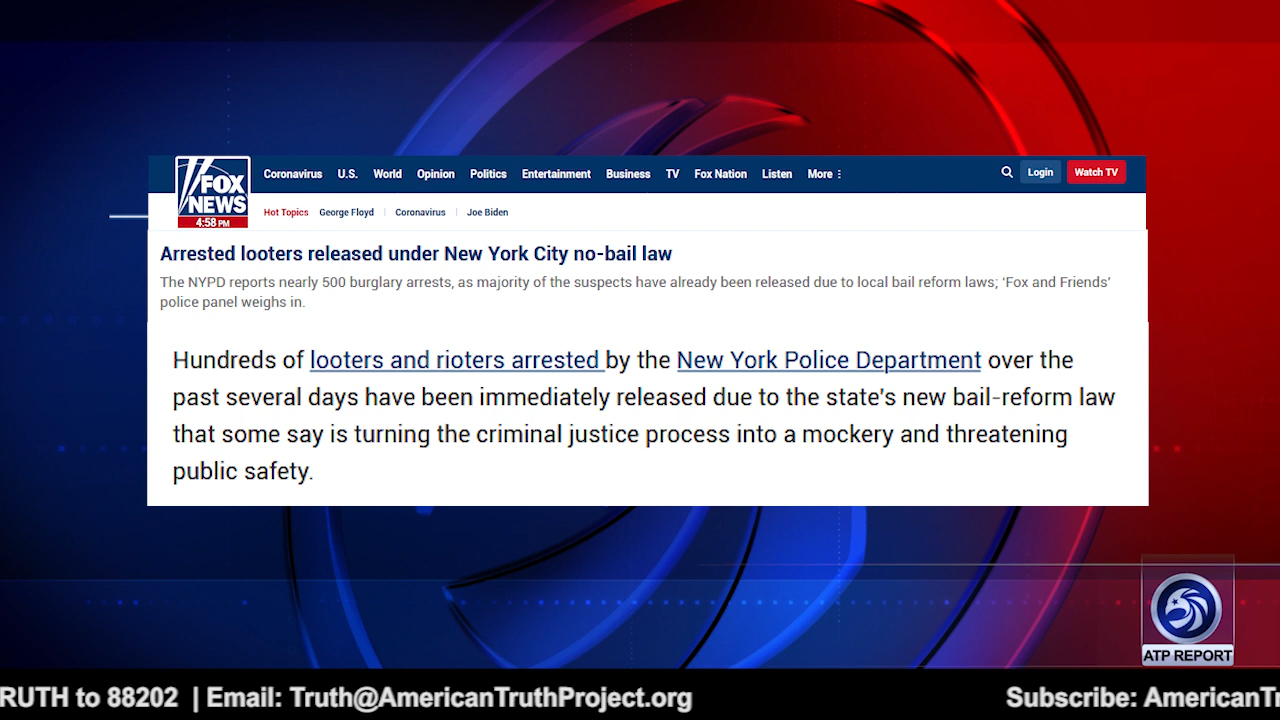 Coronavirus U.S. World Opinion Politics Entertainment Business TV Fox Nation Listen More Login Watch TV
FOX
NEWS
4:58 PM
Hot Topics George Floyd Coronavirus Joe Biden
Arrested looters released under New York City no-bail law
The NYPD reports nearly 500 burglary arrests, as majority of the suspects have already been released due to local bail reform laws; ‘Fox and Friends’
police panel weighs in.
Hundreds of looters and rioters arrested by the New York Police Department over the
past several days have been immediately released due to the state's new bail-reform law
that some say is turning the criminal justice process into a mockery and threatening
public safety.
ATP REPORT
RUTH to 88202 | Email: Truth@AmericanTruthProject.org Subscribe: AmericanTr